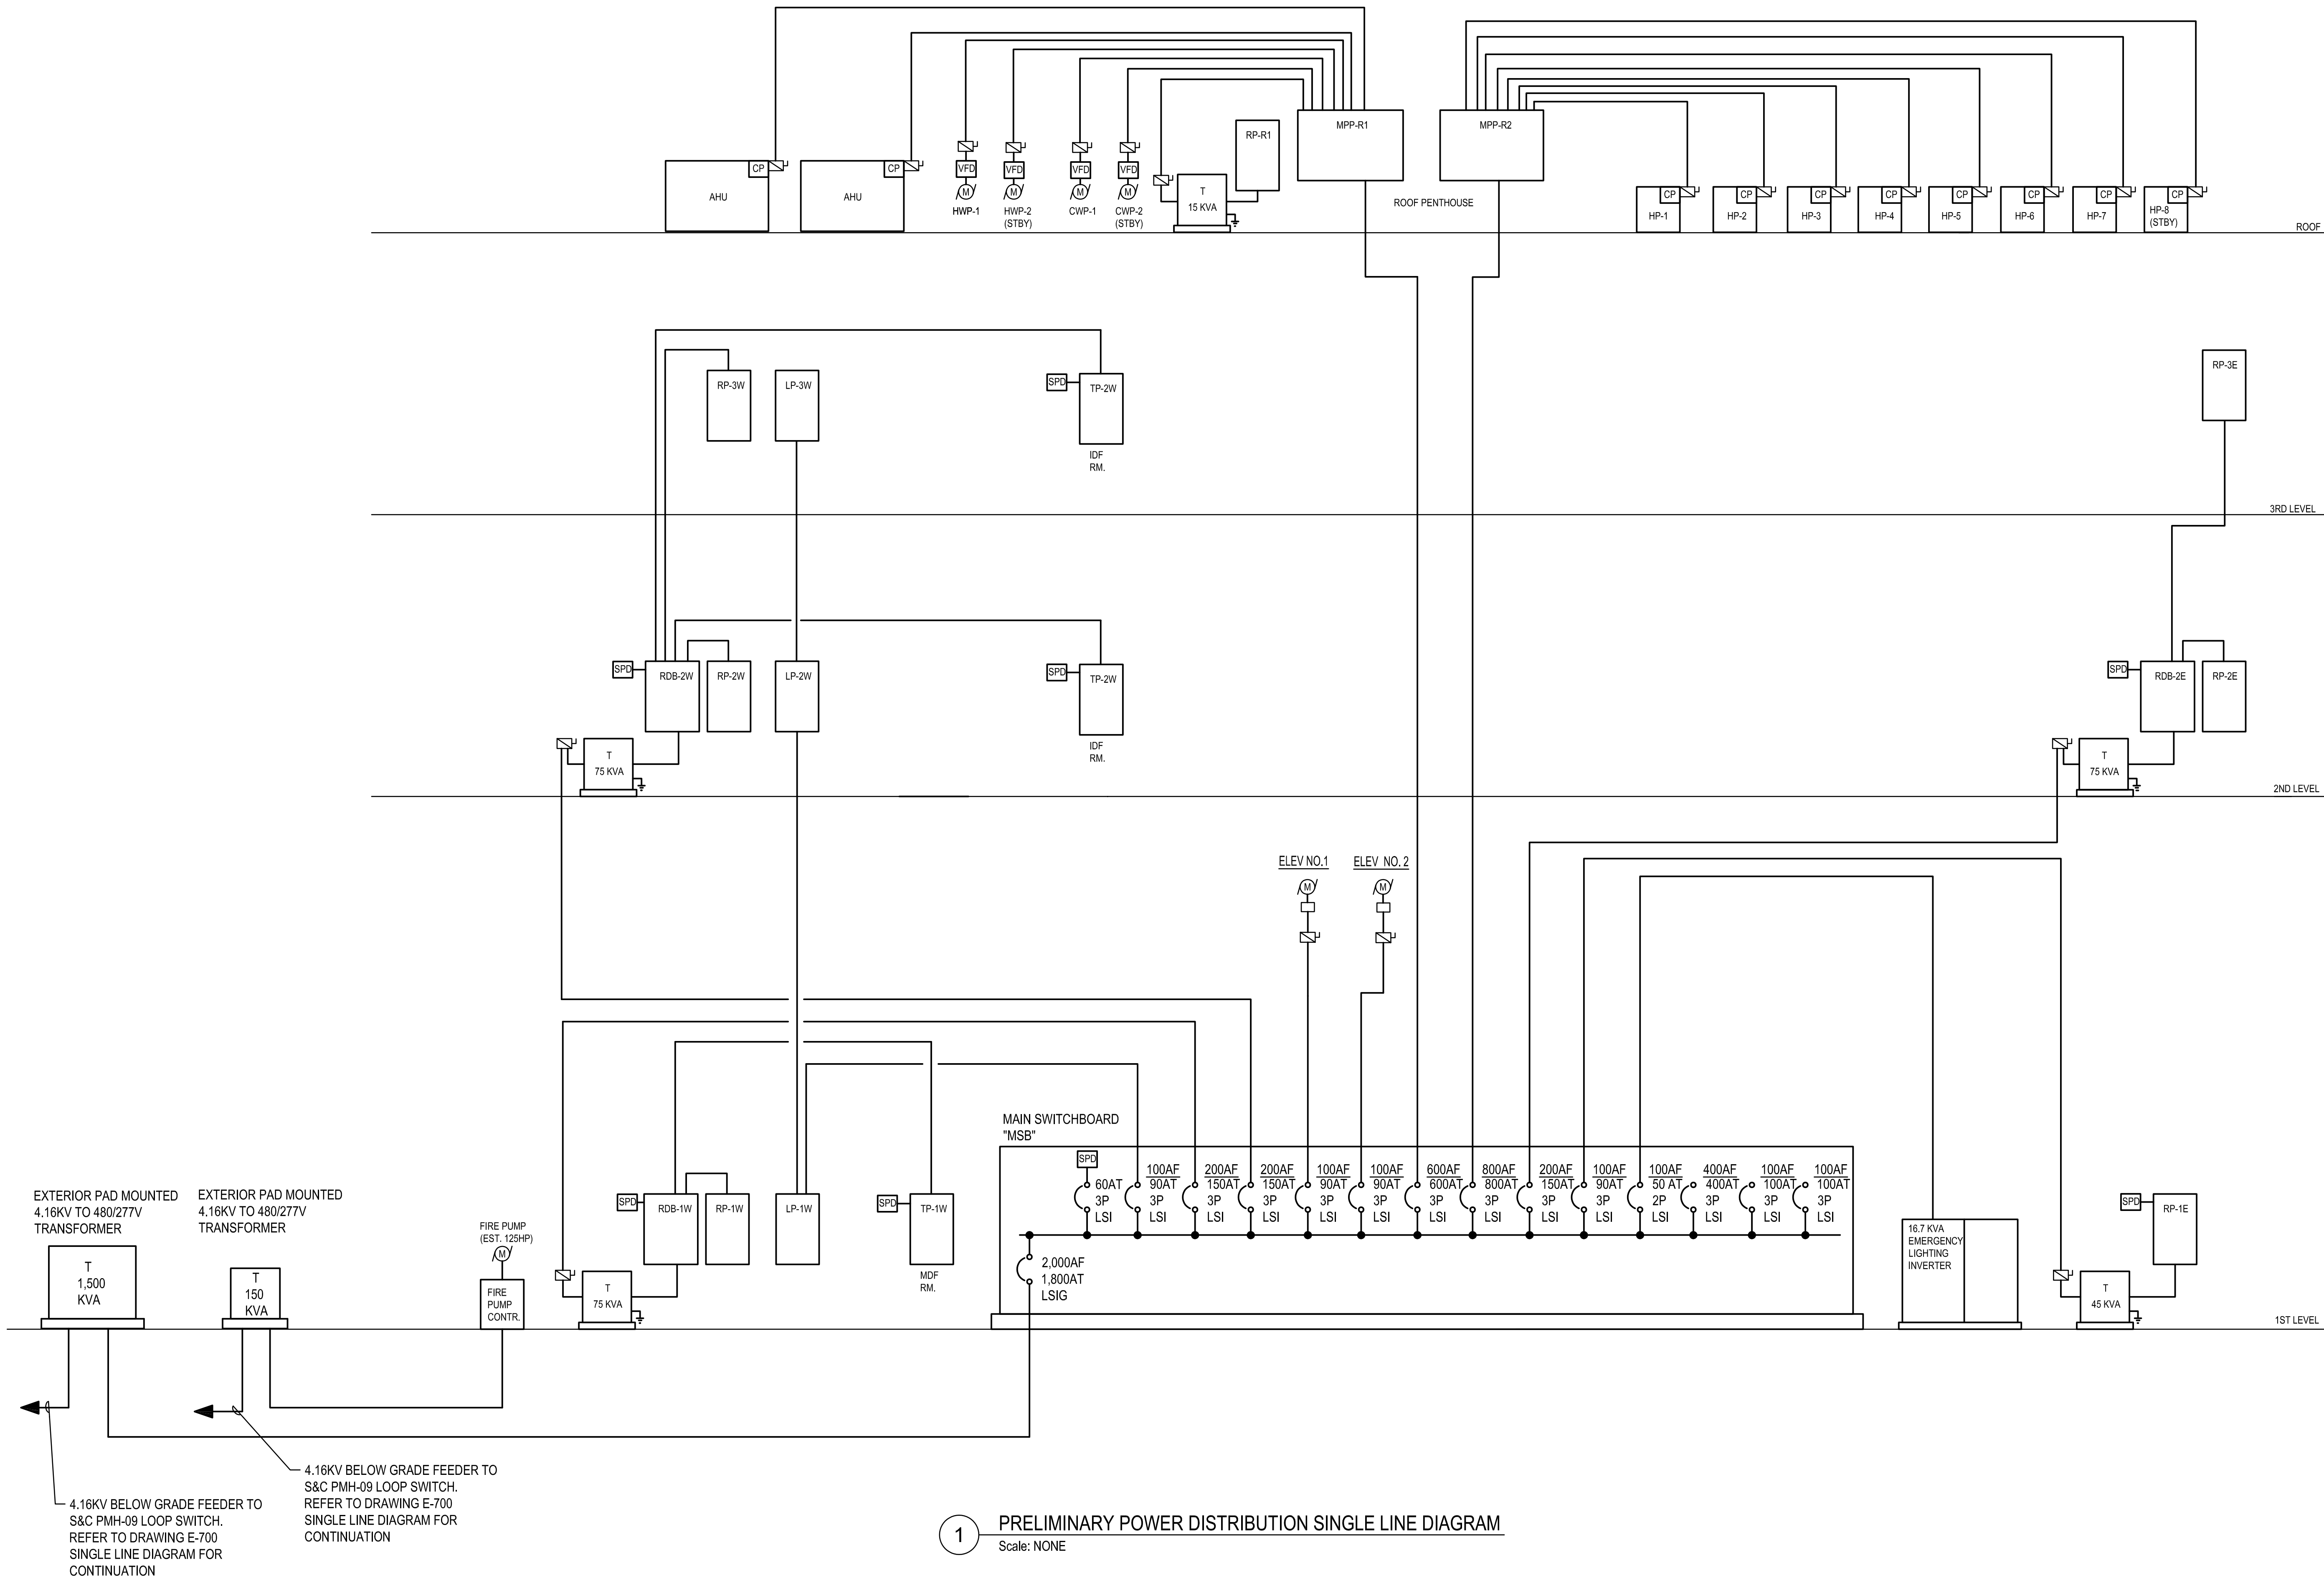 MPP-R1
MPP-R2
RP-R1
CP
AHU
CP
AHU
VFD
M
HWP-1
VFD
M
HWP-2
(STBY)
VFD
M
CWP-1
VFD
M
CWP-2
(STBY)
T
15 KVA
ROOF PENTHOUSE
CP
HP-1
CP
HP-2
CP
HP-3
CP
HP-4
CP
HP-5
CP
HP-6
CP
HP-7
CP
HP-8
(STBY)
ROOF
RP-3W
LP-3W
SPD
TP-2W
IDF
RM.
RP-3E
3RD LEVEL
SPD
RDB-2W
RP-2W
LP-2W
SPD
TP-2W
IDF
RM.
T
75 KVA
SPD
RDB-2E
RP-2E
T
75 KVA
2ND LEVEL
ELEV NO.1
M
ELEV NO. 2
M
MAIN SWITCHBOARD
"MSB"
SPD
60AT
3P
LSI
100AF
90AT
3P
LSI
200AF
150AT
3P
LSI
200AF
150AT
3P
LSI
100AF
90AT
3P
LSI
100AF
90AT
3P
LSI
600AF
600AT
3P
LSI
800AF
800AT
3P
LSI
200AF
150AT
3P
LSI
100AF
90AT
3P
LSI
100AF
50 AT
2P
LSI
400AF
400AT
3P
LSI
100AF
100AT
3P
LSI
100AF
100AT
3P
LSI
2,000AF
1,800AT
LSIG
EXTERIOR PAD MOUNTED
4.16KV TO 480/277V
TRANSFORMER
T
1,500
KVA
EXTERIOR PAD MOUNTED
4.16KV TO 480/277V
TRANSFORMER
T
150
KVA
FIRE PUMP
(EST. 125HP)
M
FIRE
PUMP
CONTR.
SPD
RDB-1W
RP-1W
LP-1W
SPD
TP-1W
MDF
RM.
T
75 KVA
16.7 KVA
EMERGENCY
LIGHTING
INVERTER
SPD
RP-1E
T
45 KVA
1ST LEVEL
4.16KV BELOW GRADE FEEDER TO
S&C PMH-09 LOOP SWITCH.
REFER TO DRAWING E-700
SINGLE LINE DIAGRAM FOR
CONTINUATION
4.16KV BELOW GRADE FEEDER TO
S&C PMH-09 LOOP SWITCH.
REFER TO DRAWING E-700
SINGLE LINE DIAGRAM FOR
CONTINUATION
1
PRELIMINARY POWER DISTRIBUTION SINGLE LINE DIAGRAM
Scale: NONE